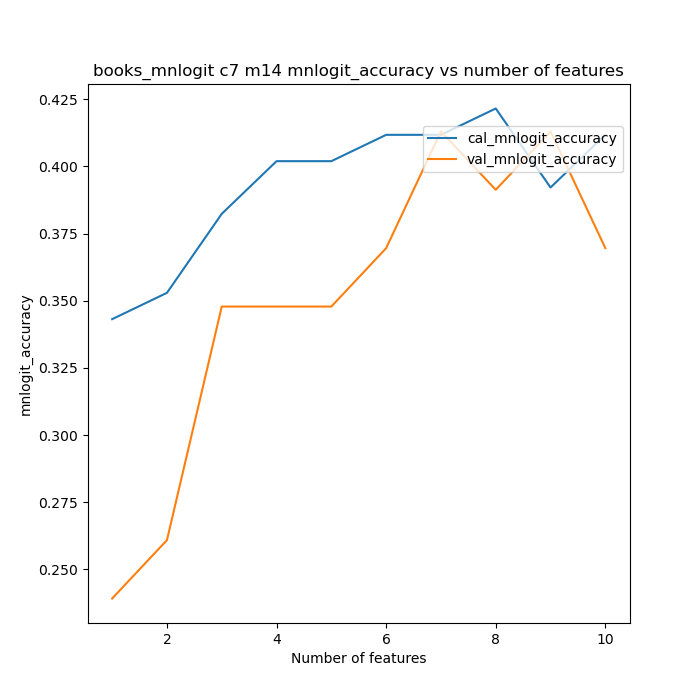 books_mnlogit c7 m14 mnlogit_accuracy vs number of features
0.425
0.400
0.375
0.350
0.325
0.300
0.275
0.250
mnlogit_accuracy
cal_mnlogit_accuracy
val_mnlogit_accuracy
2 4 6 8 10
Number of features